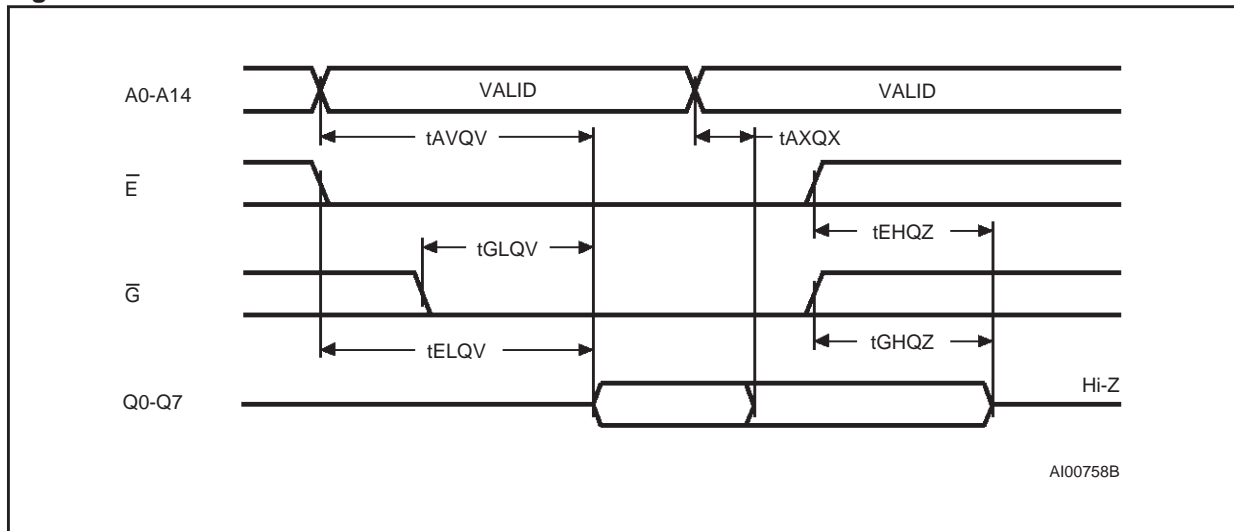 A0-A14
VALID
VALID
tAVQV
tAXQX
E̅
tEHQZ
tGLQV
G̅
tELQV
tGHQZ
Q0-Q7
Hi-Z
AI00758B